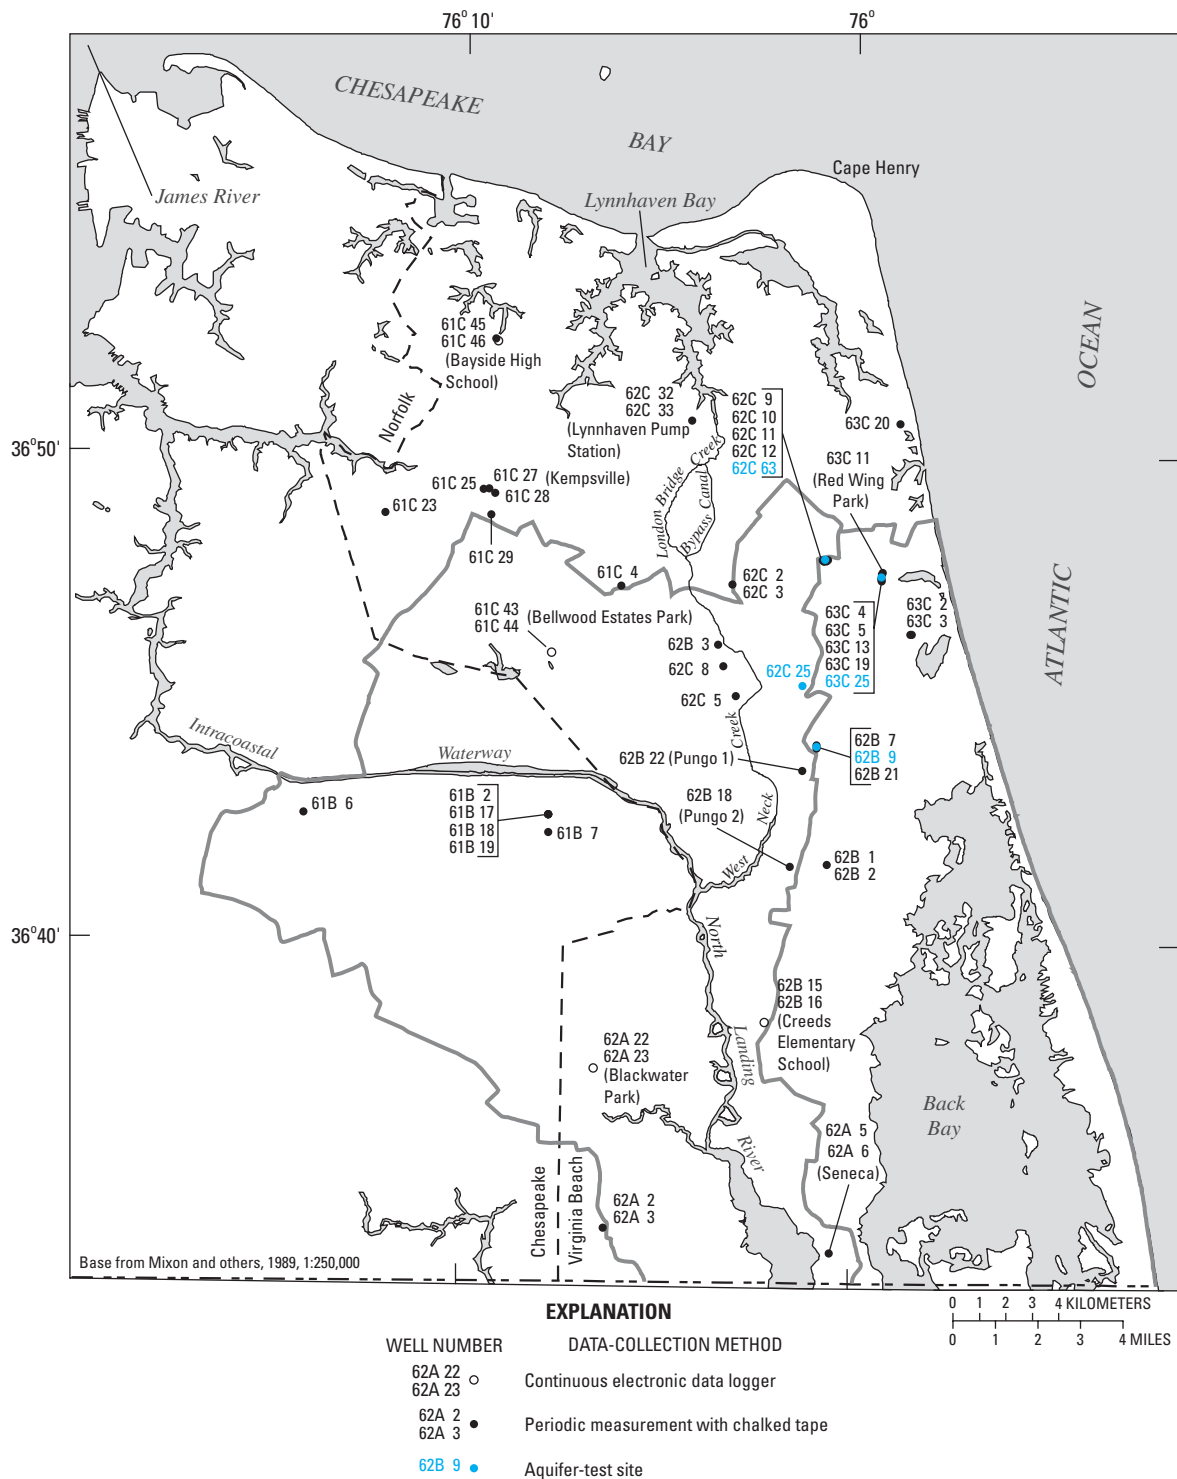 76° 10'
76°
CHESAPEAKE
BAY
Cape Henry
James River
Lynnhaven Bay
OCEAN
61C 45
61C 46
(Bayside High
School)
62C 32
62C 33
(Lynnhaven Pump
Station)
62C 9
62C 10
62C 11
62C 12
62C 63
63C 20
Norfolk
36° 50'
63C 11
(Red Wing
Park)
London Bridge Creek
Bypass Canal
61C 25
61C 27 (Kempsville)
61C 28
61C 23
61C 29
61C 4
62C 2
62C 3
ATLANTIC
61C 43
61C 44
(Bellwood Estates Park)
63C 4
63C 5
63C 13
63C 19
63C 25
63C 2
63C 3
62B 3
62C 8
62C 25
62C 5
Creek
Intracoastal
Waterway
62B 22 (Pungo 1)
62B 7
62B 9
62B 21
61B 6
61B 2
61B 17
61B 18
61B 19
61B 7
62B 18
(Pungo 2)
Neck
West
62B 1
62B 2
36° 40'
North
62B 15
62B 16
(Creeds
Elementary
School)
62A 22
62A 23
(Blackwater
Park)
Landing
Back
Bay
River
62A 5
62A 6
(Seneca)
Chesapeake
Virginia Beach
62A 2
62A 3
Base from Mixon and others, 1989, 1:250,000
0 1 2 3 4 KILOMETERS
0 1 2 3 4 MILES
EXPLANATION
WELL NUMBER DATA-COLLECTION METHOD
62A 22
62A 23
Continuous electronic data logger
62A 2
62A 3
Periodic measurement with chalked tape
62B 9 Aquifer-test site